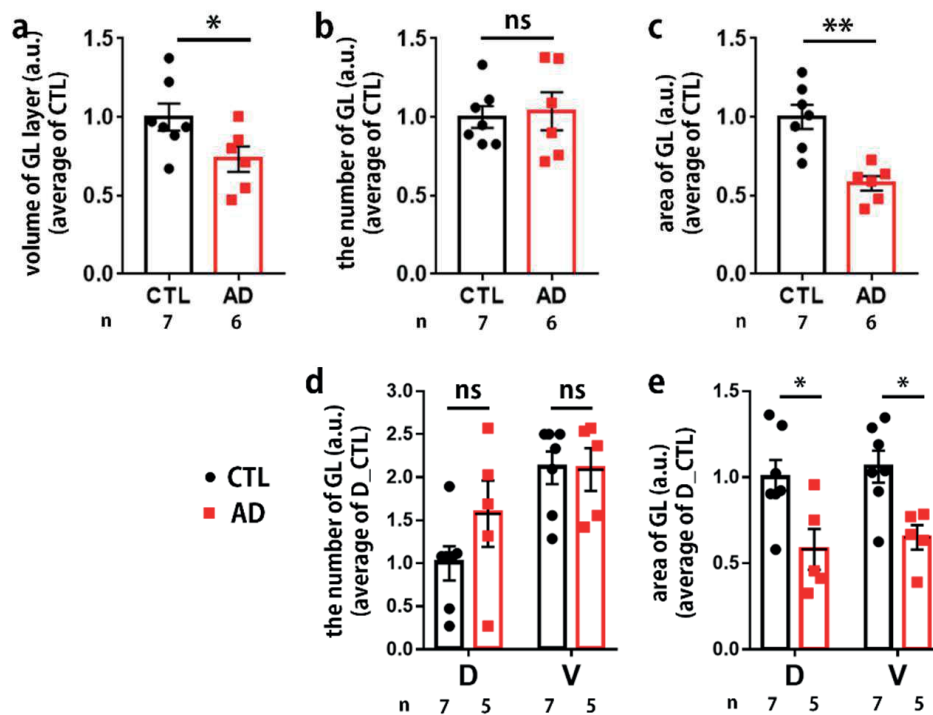 a
volume of GL layer (a.u.)
(average of CTL)
1.5
1.0
0.5
0.0
*
CTL AD
n 7 6
b
the number of GL (a.u.)
(average of CTL)
1.5
1.0
0.5
0.0
ns
CTL AD
n 7 6
c
area of GL (a.u.)
(average of CTL)
1.5
1.0
0.5
0.0
**
CTL AD
n 7 6
CTL
AD
d
the number of GL (a.u.)
(average of D_CTL)
3.0
2.5
2.0
1.5
1.0
0.5
0.0
ns ns
D V
n 7 5 7 5
e
area of GL (a.u.)
(average of D_CTL)
1.5
1.0
0.5
0.0
* *
D V
n 7 5 7 5